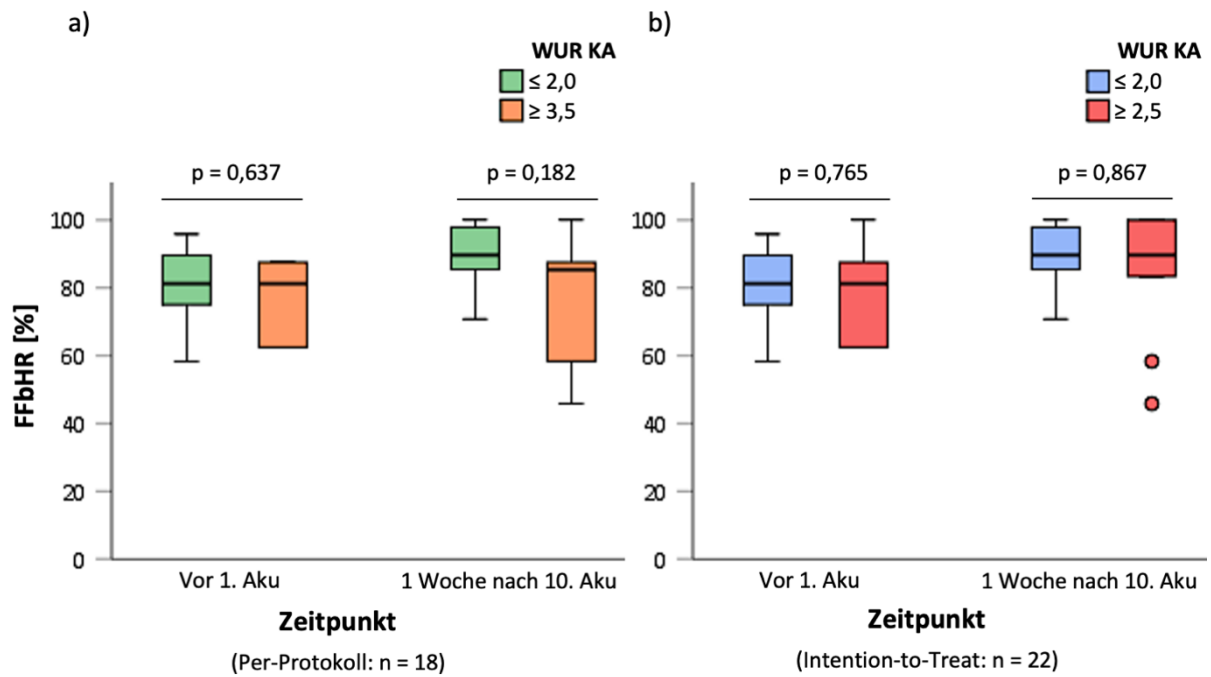 a)
WUR KA
≤ 2,0
≥ 3,5
p = 0,637
p = 0,182
FFbHR [%]
100
80
60
40
20
0
Vor 1. Aku
1 Woche nach 10. Aku
Zeitpunkt
(Per-Protokoll: n = 18)
b)
WUR KA
≤ 2,0
≥ 2,5
p = 0,765
p = 0,867
100
80
60
40
20
0
Vor 1. Aku
1 Woche nach 10. Aku
Zeitpunkt
(Intention-to-Treat: n = 22)